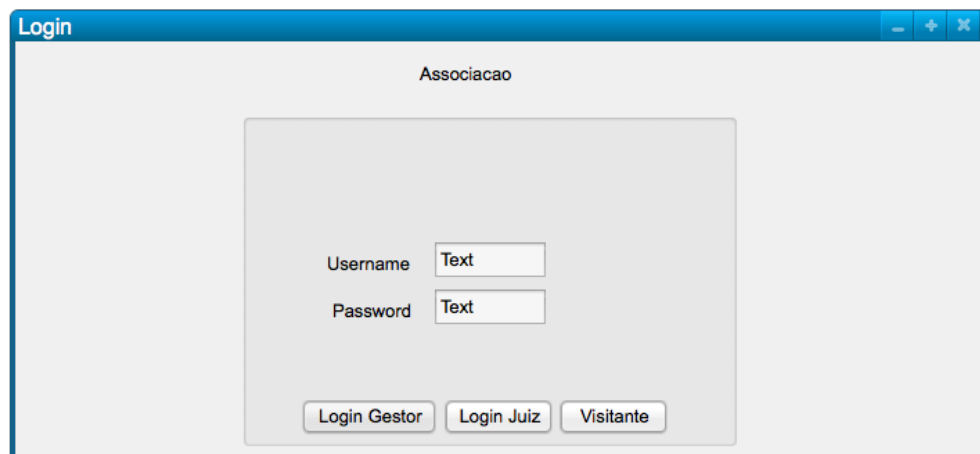 Login
Associacao
Username Text
Password Text
Login Gestor Login Juiz Visitante